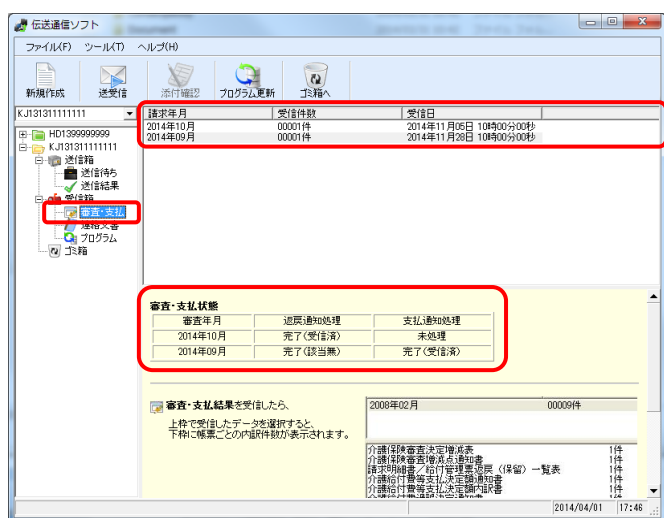 伝送通信ソフト
ファイル(F) ツール(T) ヘルプ(H)
新規作成 送受信 添付確認 プログラム更新 ゴミ箱へ
KJ131311111111
HD1399999999
KJ131311111111
送信箱
送信待ち
送信結果
受信箱
審査・支払
連絡文書
プログラム
ゴミ箱
請求年月 受信件数 受信日
2014年10月 00001件 2014年11月05日 10時00分00秒
2014年09月 00001件 2014年11月28日 10時00分00秒
審査・支払状態
審査年月 返戻通知処理 支払通知処理
2014年10月 完了(受信済) 未処理
2014年09月 完了(該当無) 完了(受信済)
審査・支払結果を受信したら、
上枠で受信したデータを選択すると、
下枠に帳票ごとの内訳件数が表示されます。
2008年02月 00009件
介護保険審査決定増減表 1件
介護保険審査増減点通知書 1件
請求明細書／給付管理票返戻（保留）一覧表 1件
介護給付費等支払決定額通知書 1件
介護給付費等支払決定額内訳書 1件
2014/04/01 17:46